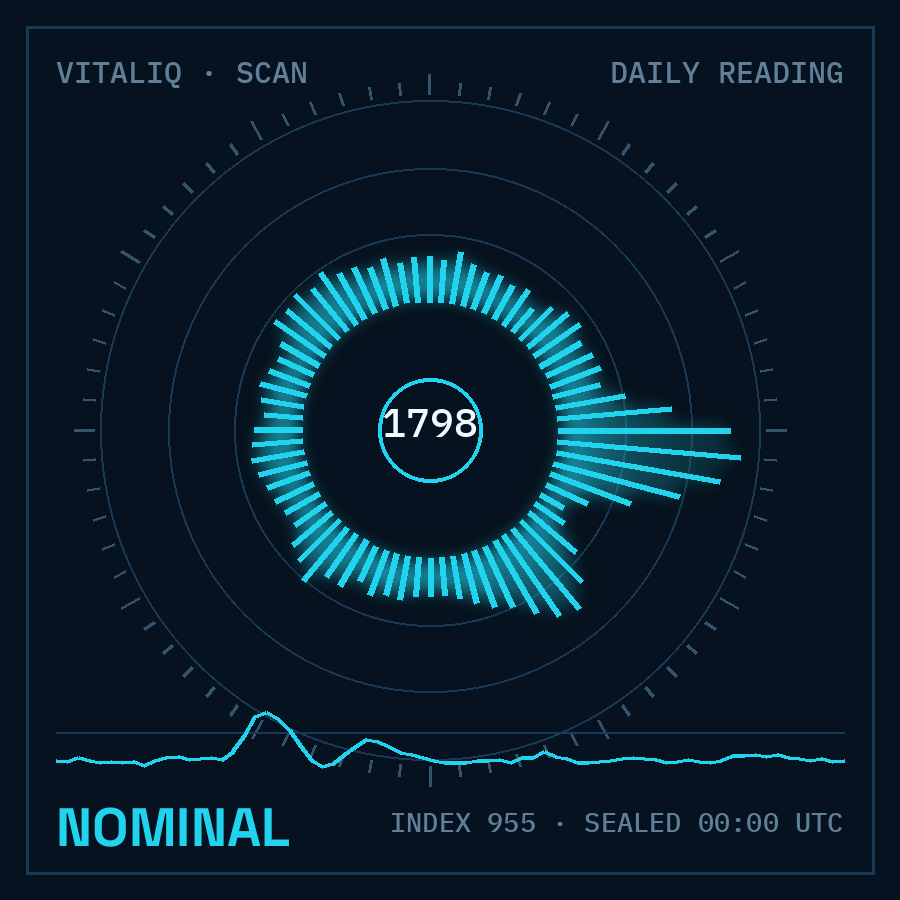 VITALIQ · SCAN
DAILY READING
1798
NOMINAL
INDEX 955 · SEALED 00:00 UTC